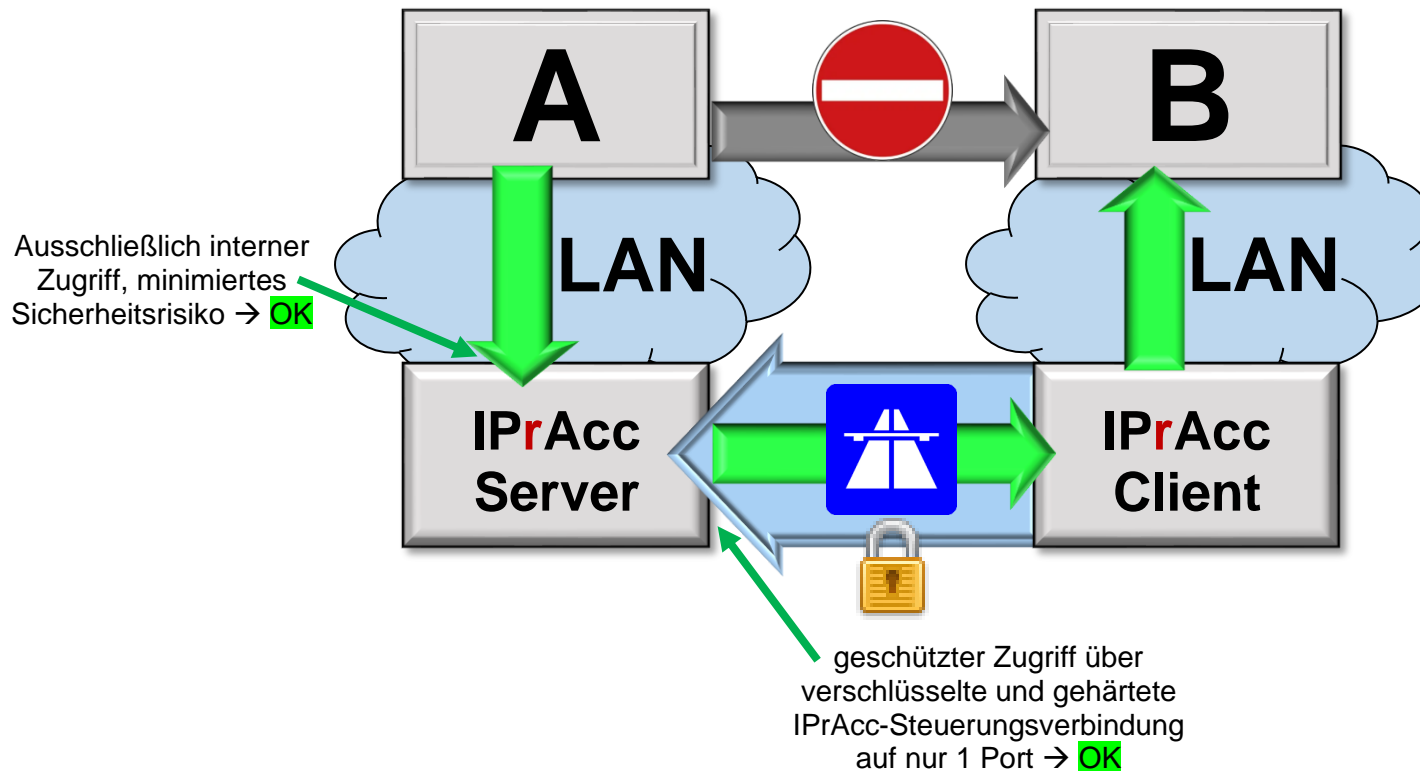 A
B
LAN
LAN
Ausschließlich interner
Zugriff, minimiertes
Sicherheitsrisiko → OK
IPrAcc
Server
IPrAcc
Client
geschützter Zugriff über
verschlüsselte und gehärtete
IPrAcc-Steuerungsverbindung
auf nur 1 Port → OK